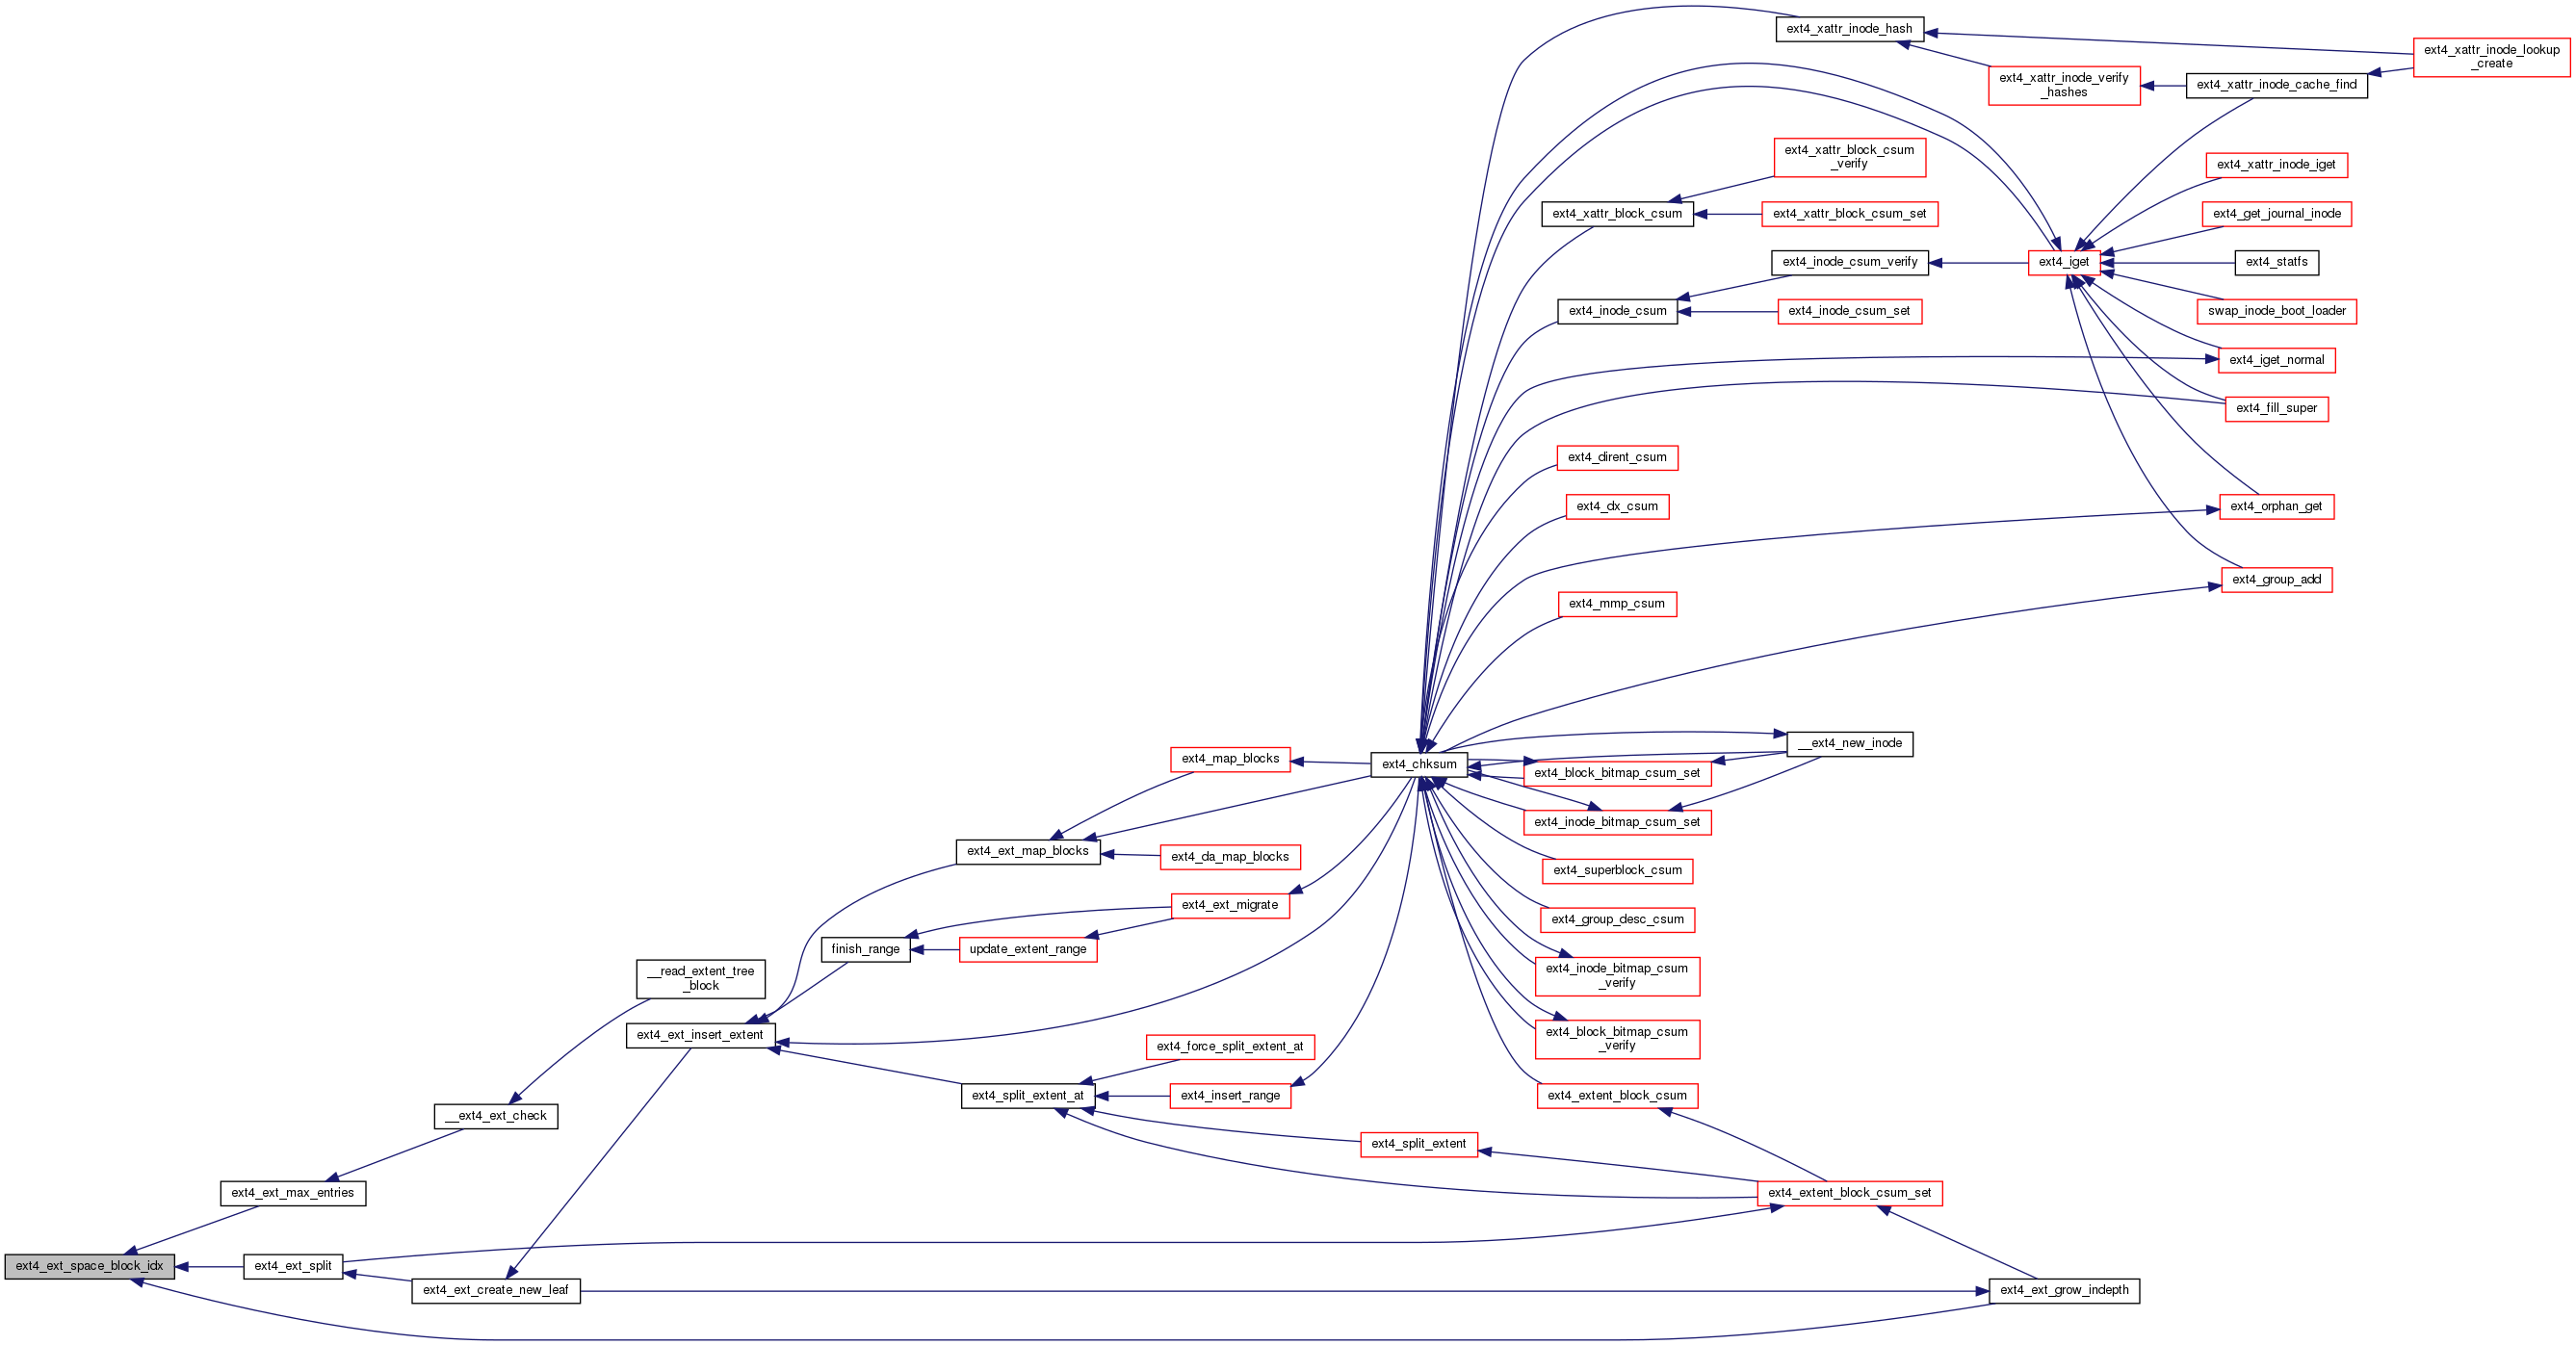 ext4_xattr_inode_hash
ext4_xattr_inode_lookup
_create
ext4_xattr_inode_verify
_hashes
ext4_xattr_inode_cache_find
ext4_xattr_block_csum
_verify
ext4_xattr_inode_iget
ext4_xattr_block_csum
ext4_xattr_block_csum_set
ext4_get_journal_inode
ext4_inode_csum_verify
ext4_iget
ext4_statfs
ext4_inode_csum
ext4_inode_csum_set
swap_inode_boot_loader
ext4_iget_normal
ext4_fill_super
ext4_dirent_csum
ext4_dx_csum
ext4_orphan_get
ext4_group_add
ext4_mmp_csum
__ext4_new_inode
ext4_map_blocks
ext4_chksum
ext4_block_bitmap_csum_set
ext4_inode_bitmap_csum_set
ext4_ext_map_blocks
ext4_da_map_blocks
ext4_superblock_csum
ext4_ext_migrate
ext4_group_desc_csum
finish_range
update_extent_range
__read_extent_tree
_block
ext4_inode_bitmap_csum
_verify
ext4_ext_insert_extent
ext4_force_split_extent_at
ext4_block_bitmap_csum
_verify
ext4_split_extent_at
ext4_insert_range
ext4_extent_block_csum
__ext4_ext_check
ext4_split_extent
ext4_ext_max_entries
ext4_extent_block_csum_set
ext4_ext_space_block_idx
ext4_ext_split
ext4_ext_create_new_leaf
ext4_ext_grow_indepth